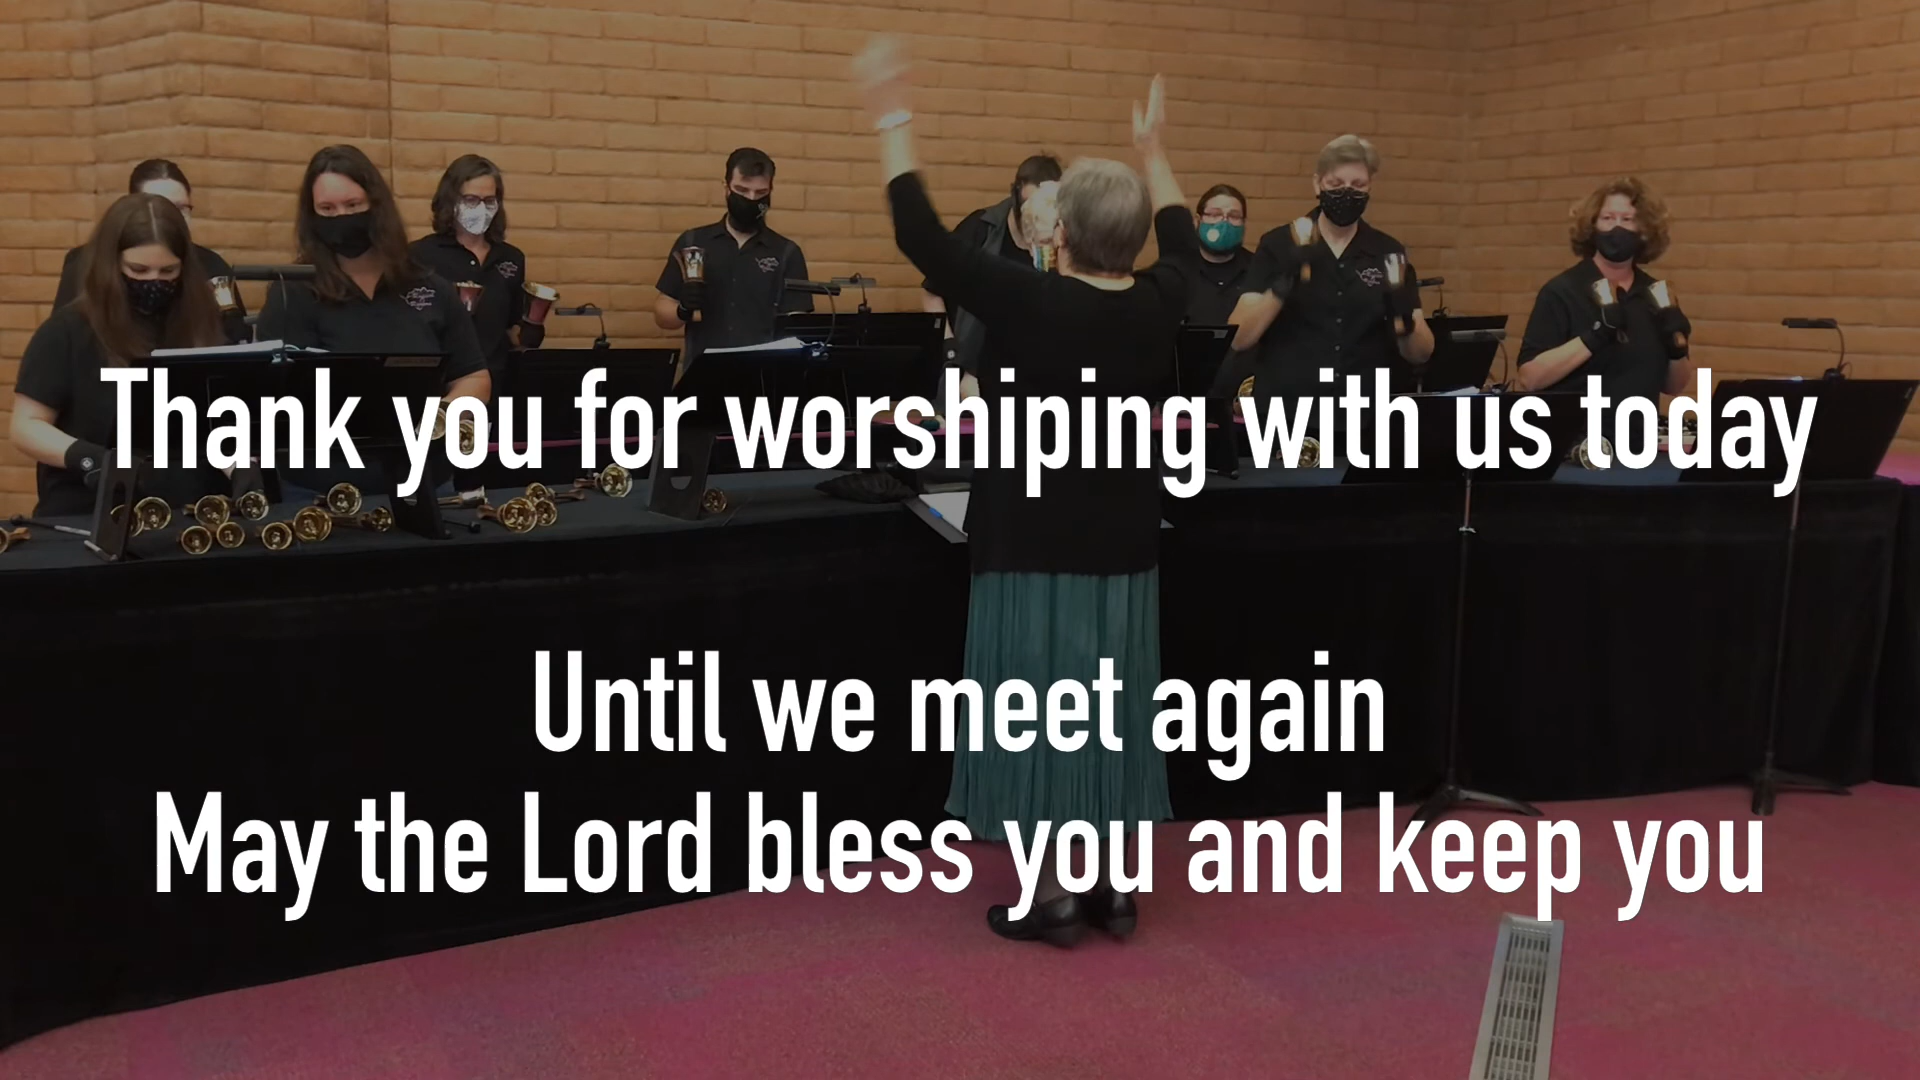 Thank you for worshiping with us today
Until we meet again
May the Lord bless you and keep you